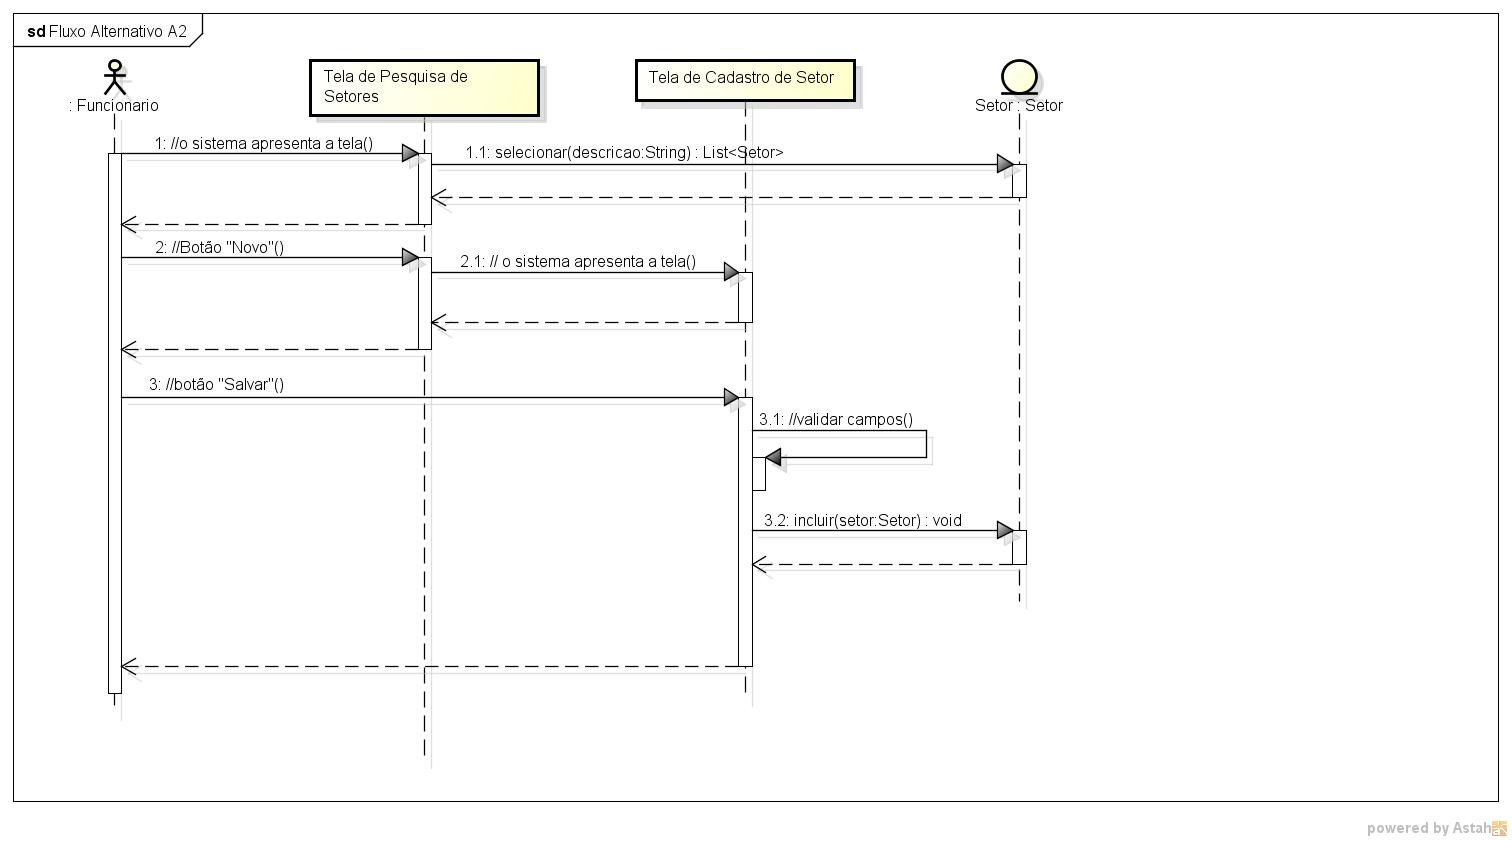 sd Fluxo Alternativo A2
: Funcionario
Tela de Pesquisa de
Setores
Tela de Cadastro de Setor
Setor : Setor
1: //o sistema apresenta a tela()
1.1: selecionar(descricao:String) : List<Setor>
2: //Botão "Novo"()
2.1: // o sistema apresenta a tela()
3: //botão "Salvar"()
3.1: //validar campos()
3.2: incluir(setor:Setor) : void
powered by Astah